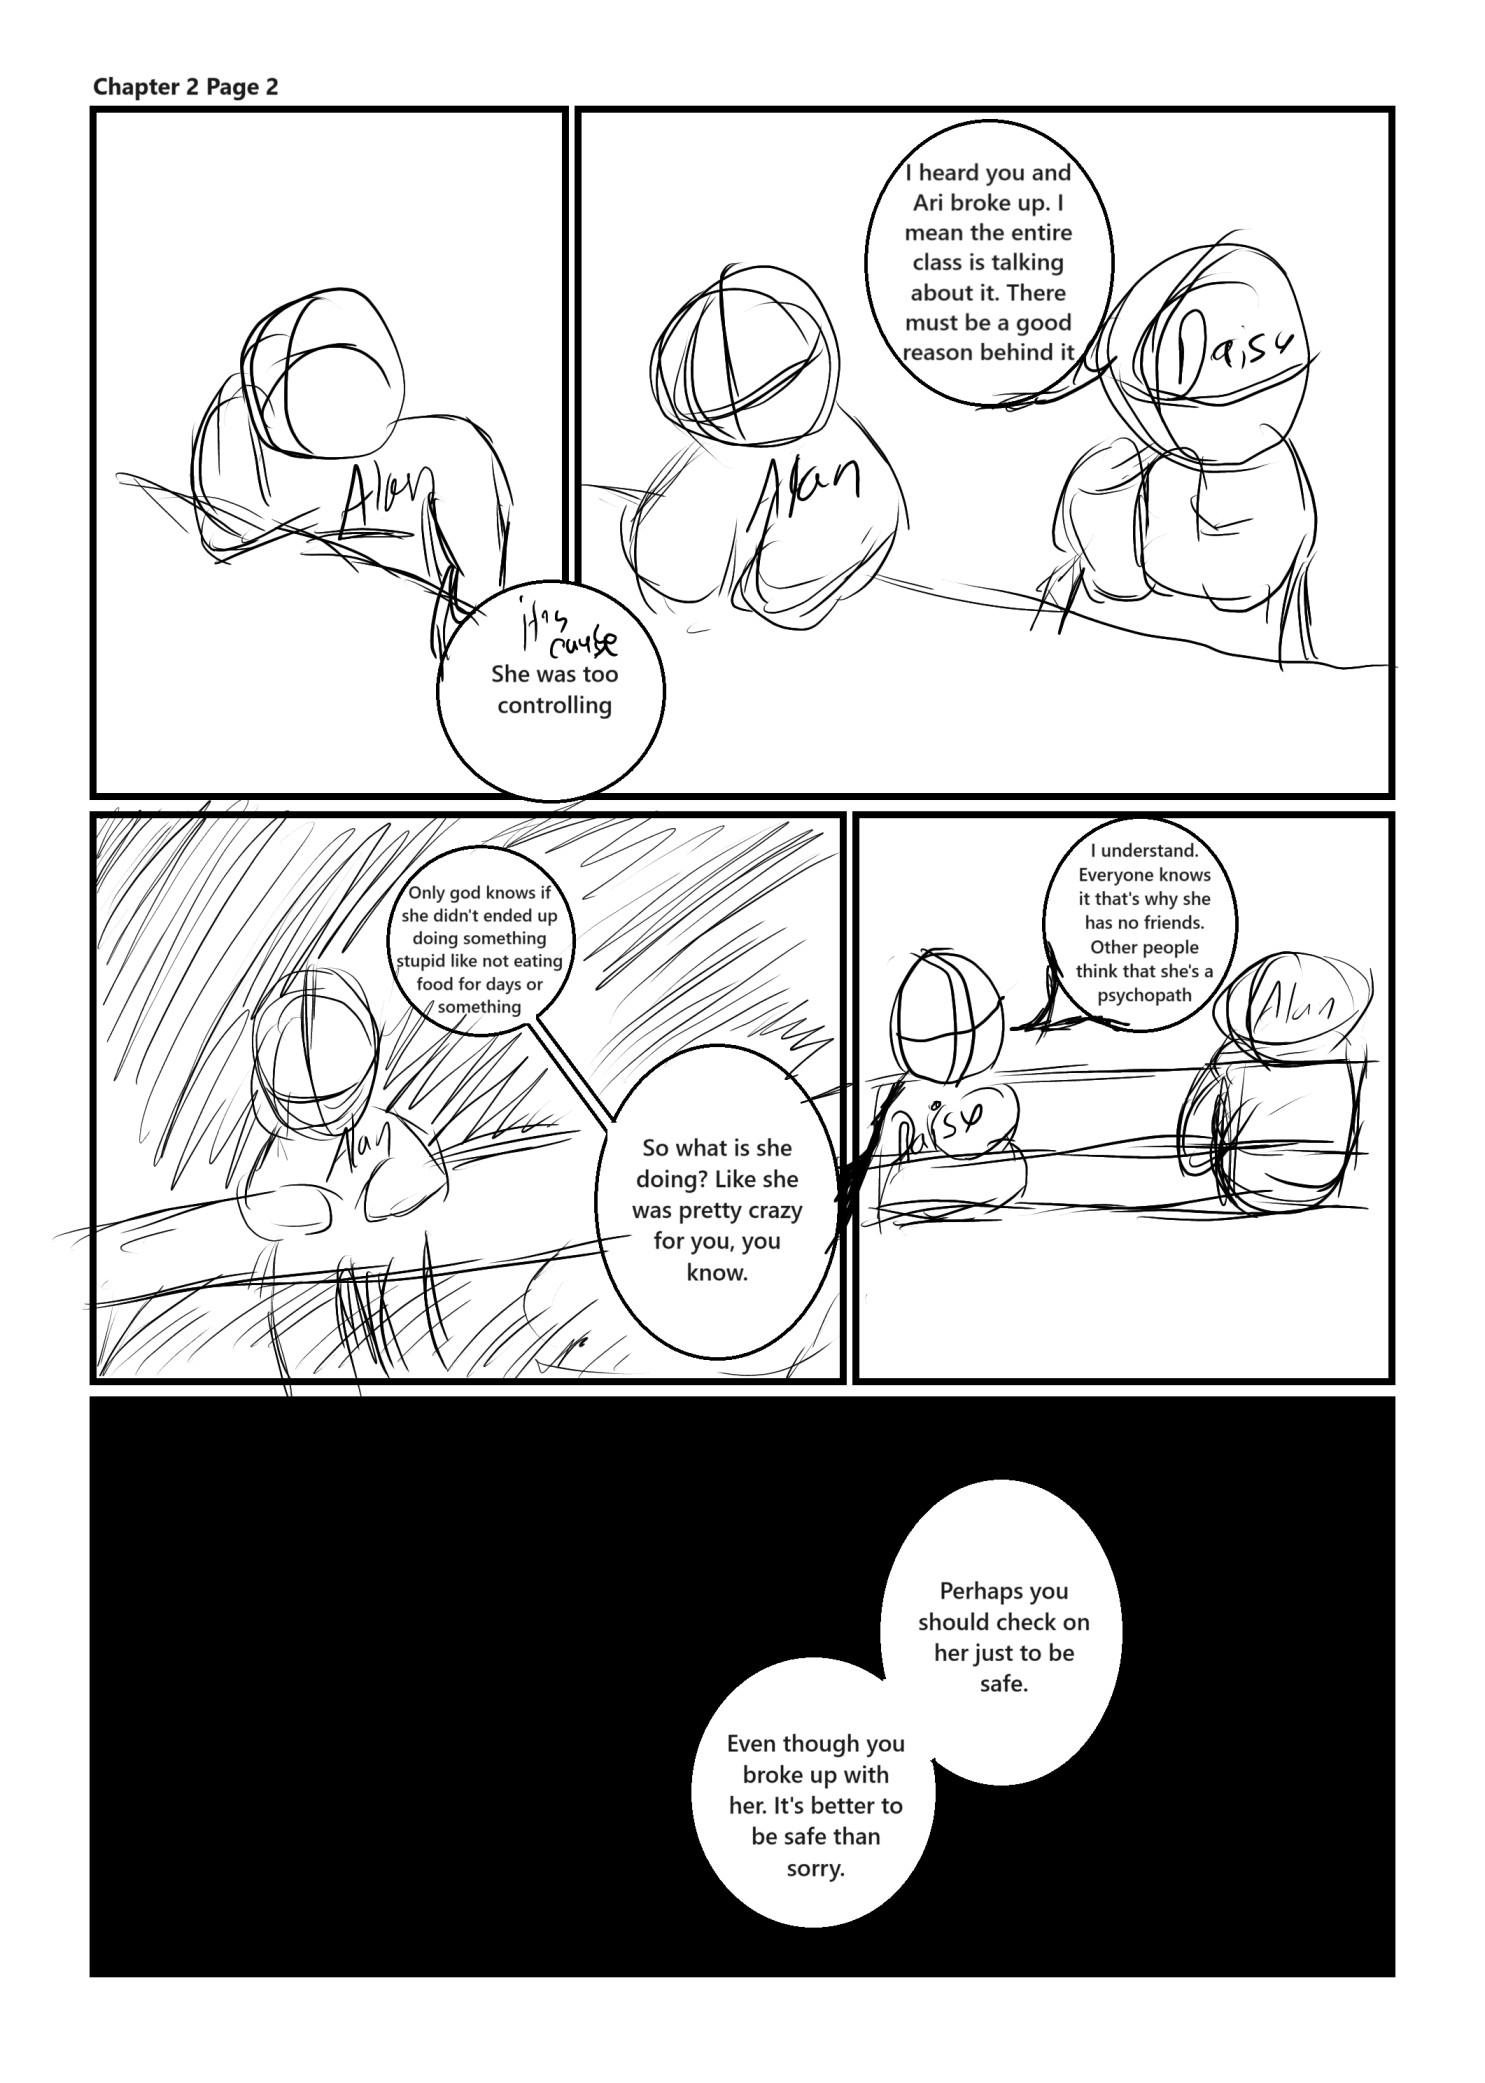 Chapter 2 Page 2
I heard you and
Ari broke up. I
mean the entire
class is talking
about it. There
must be a good
reason behind it
Daise
Alan
it's
cause
She was too
controlling
Alan
I understand.
Everyone knows
it that's why she
has no friends.
Other people
think that she's a
psychopath
Alan
Daise
So what is she
doing? Like she
was pretty crazy
for you, you
know.
Only god knows if
she didn't ended up
doing something
stupid like not eating
food for days or
something
Alan
Perhaps you
should check on
her just to be
safe.
Even though you
broke up with
her. It's better to
be safe than
sorry.